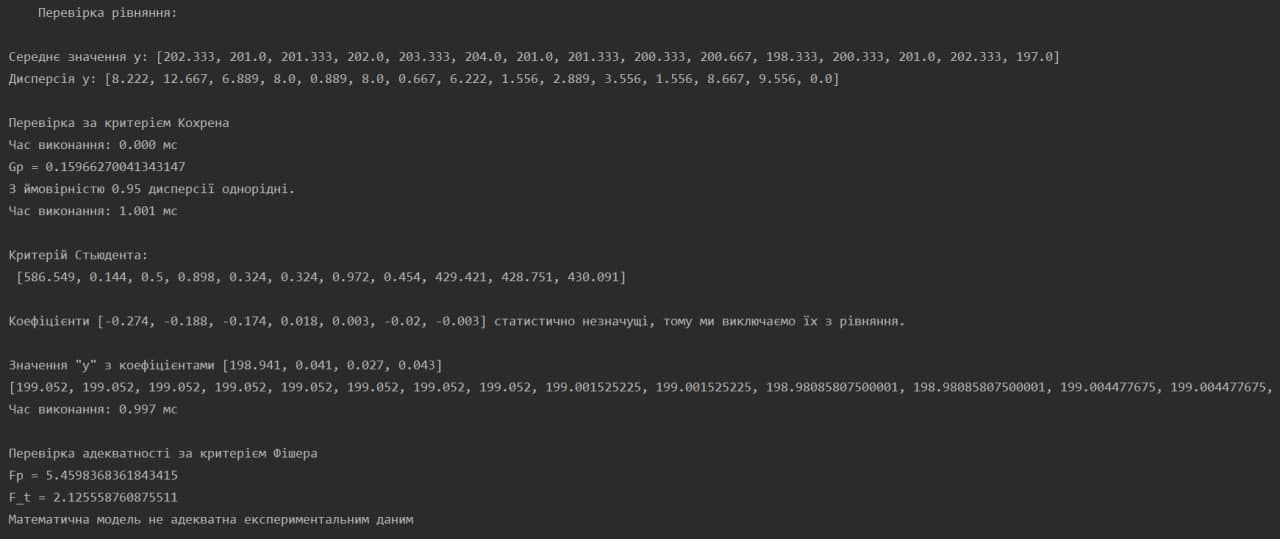 Перевірка рівняння:
Середнє значення y: [202.333, 201.0, 201.333, 202.0, 203.333, 204.0, 201.0, 201.333, 200.333, 200.667, 198.333, 200.333, 201.0, 202.333, 197.0]
Дисперсія y: [8.222, 12.667, 6.889, 8.0, 0.889, 8.0, 0.667, 6.222, 1.556, 2.889, 3.556, 1.556, 8.667, 9.556, 0.0]
Перевірка за критерієм Кохрена
Час виконання: 0.000 мс
Gp = 0.15966270041343147
З ймовірністю 0.95 дисперсії однорідні.
Час виконання: 1.001 мс
Критерій Стьюдента:
[586.549, 0.144, 0.5, 0.898, 0.324, 0.324, 0.972, 0.454, 429.421, 428.751, 430.091]
Коефіцієнти [-0.274, -0.188, -0.174, 0.018, 0.003, -0.02, -0.003] статистично незначущі, тому ми виключаємо їх з рівняння.
Значення "y" з коефіцієнтами [198.941, 0.041, 0.027, 0.043]
[199.052, 199.052, 199.052, 199.052, 199.052, 199.052, 199.052, 199.052, 199.001525225, 199.001525225, 198.98085807500001, 198.98085807500001, 199.004477675, 199.004477675,
Час виконання: 0.997 мс
Перевірка адекватності за критерієм Фішера
Fp = 5.4598368361843415
F_t = 2.125558760875511
Математична модель не адекватна експериментальним даним